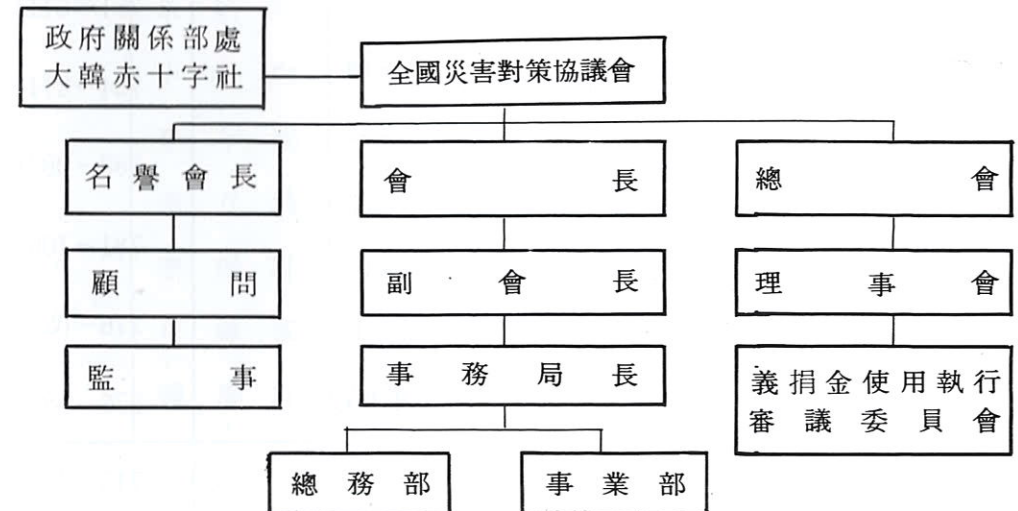 政府關係部處
大韓赤十字社
全國災害對策協議會
名譽會長
會長
總會
顧問
副會長
理事會
監事
事務局長
義捐金使用執行
審議委員會
總務部
事業部